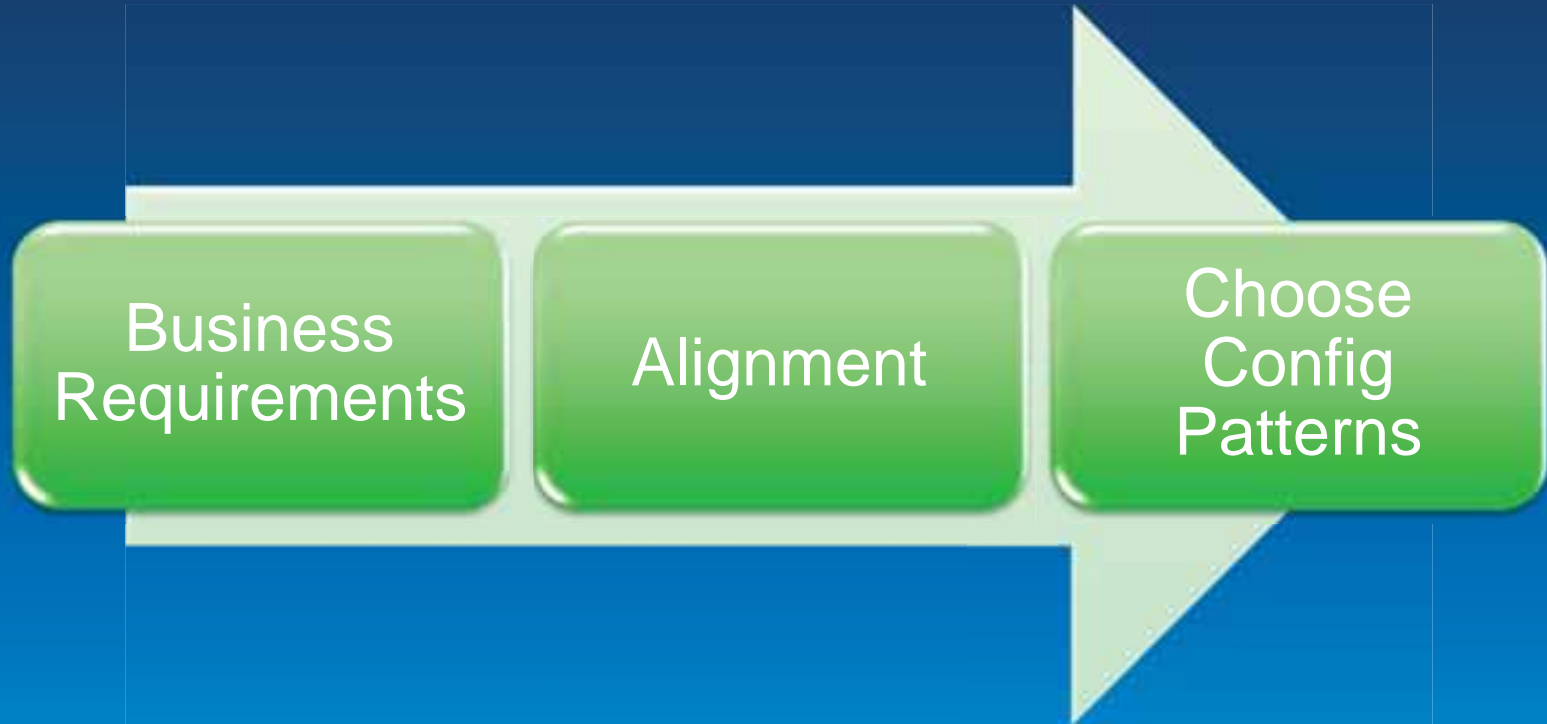 Business
Requirements
Alignment
Choose
Config
Patterns